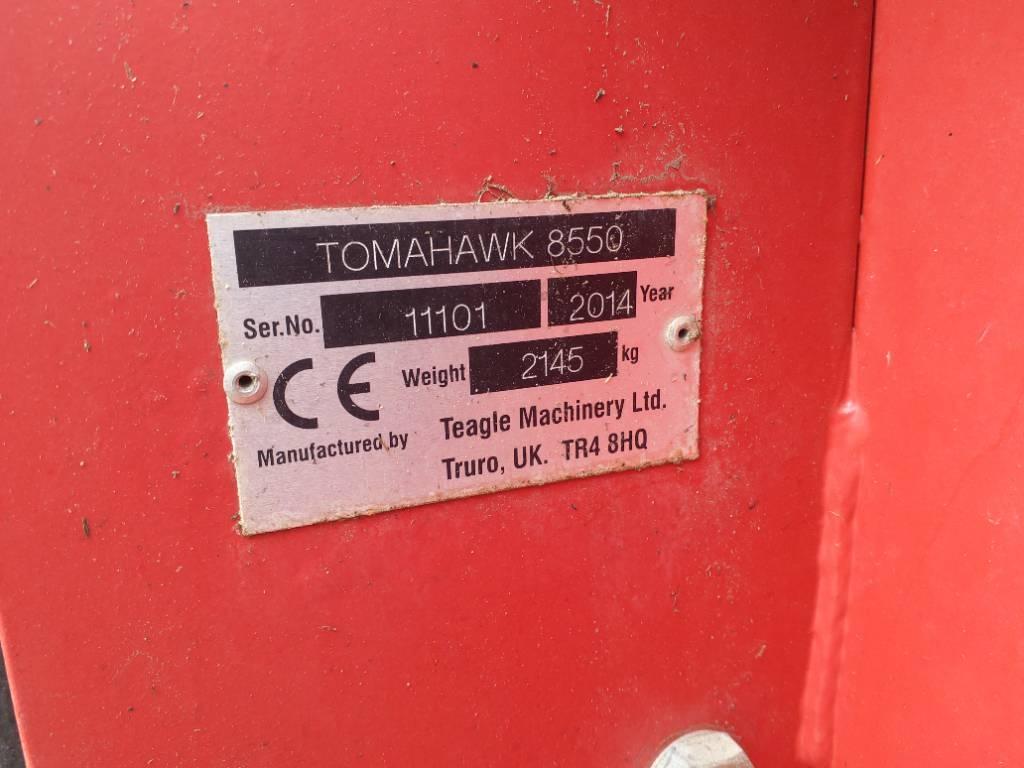 TOMAHAWK 8550
Ser.No. 11101 2014 Year
CE Weight 2145 kg
Manufactured by Teagle Machinery Ltd.
Truro, UK. TR4 8HQ